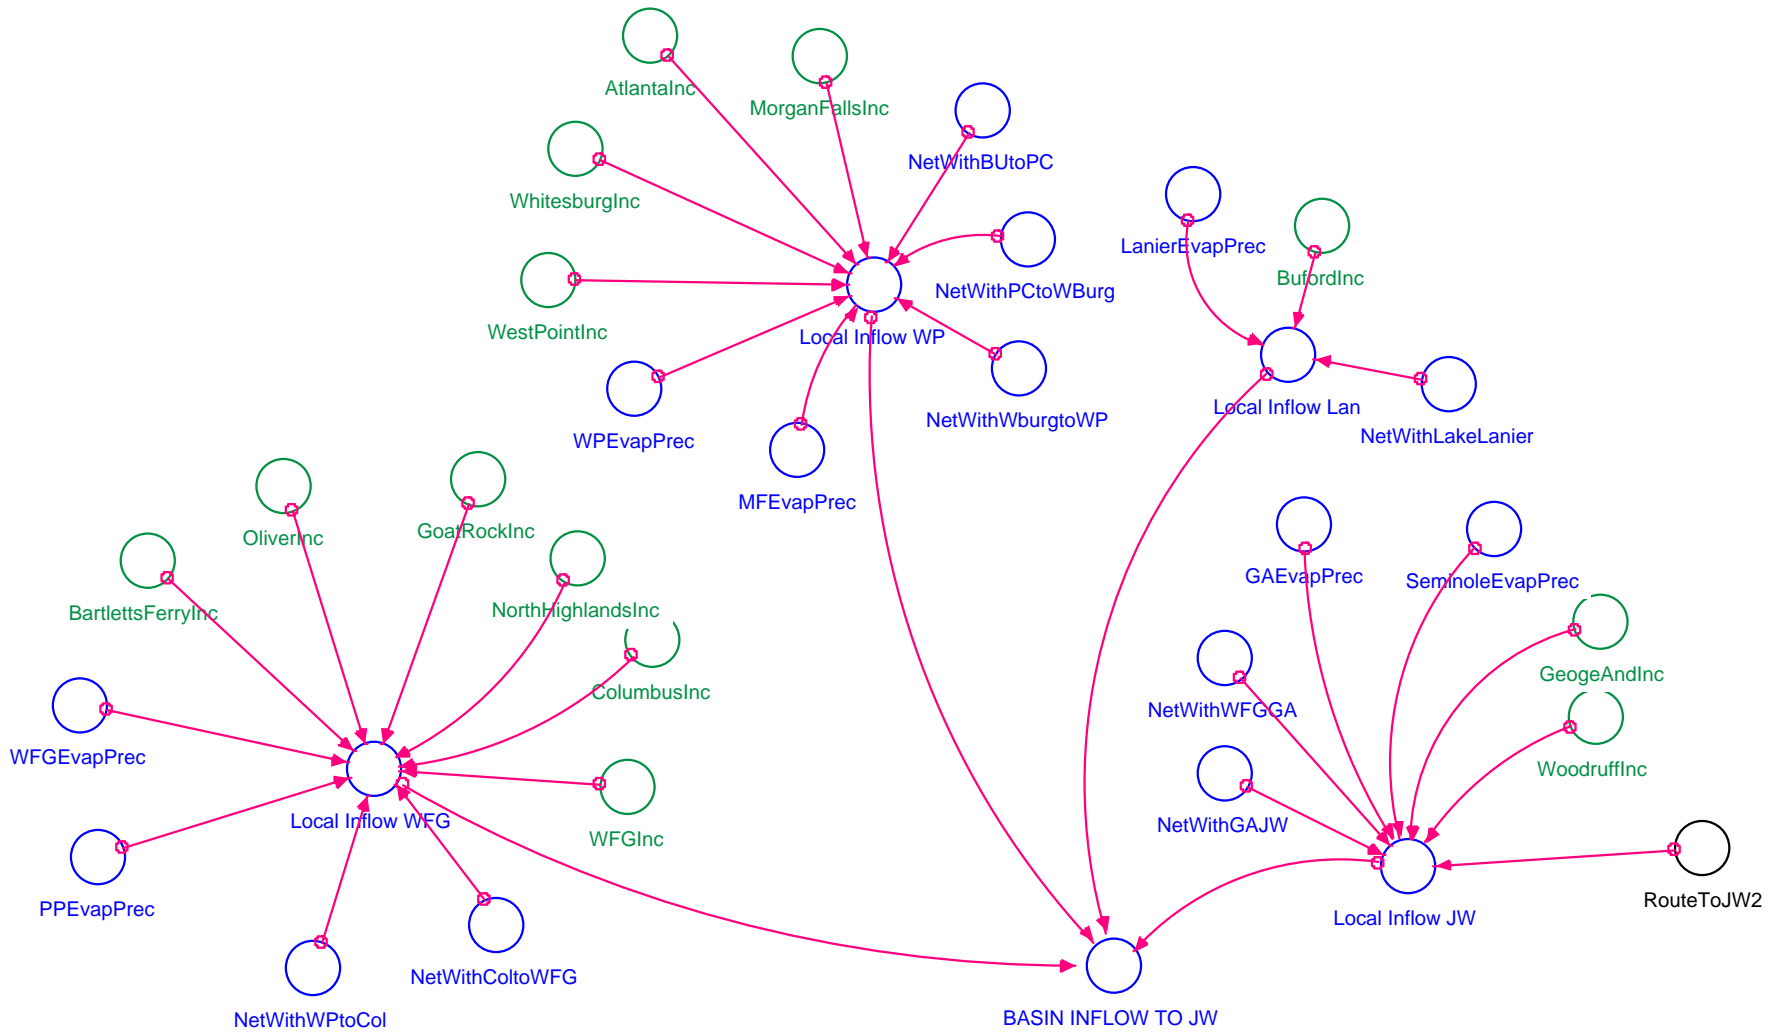 AtlantaInc
MorganFallsInc
NetWithBUtoPC
WhitesburgInc
LanierEvapPrec
BufordInc
NetWithPCtoWBurg
WestPointInc
Local Inflow WP
Local Inflow Lan
NetWithWburgtoWP
NetWithLakeLanier
WPEvapPrec
MFEvapPrec
OliverInc
GoatRockInc
GAEvapPrec
SeminoleEvapPrec
BartlettsFerryInc
NorthHighlandsInc
GeogeAndInc
ColumbusInc
NetWithWFGGA
WFGEvapPrec
WoodruffInc
Local Inflow WFG
NetWithGAJW
WFGInc
RouteToJW2
PPEvapPrec
Local Inflow JW
NetWithColtoWFG
NetWithWPtoCol
BASIN INFLOW TO JW